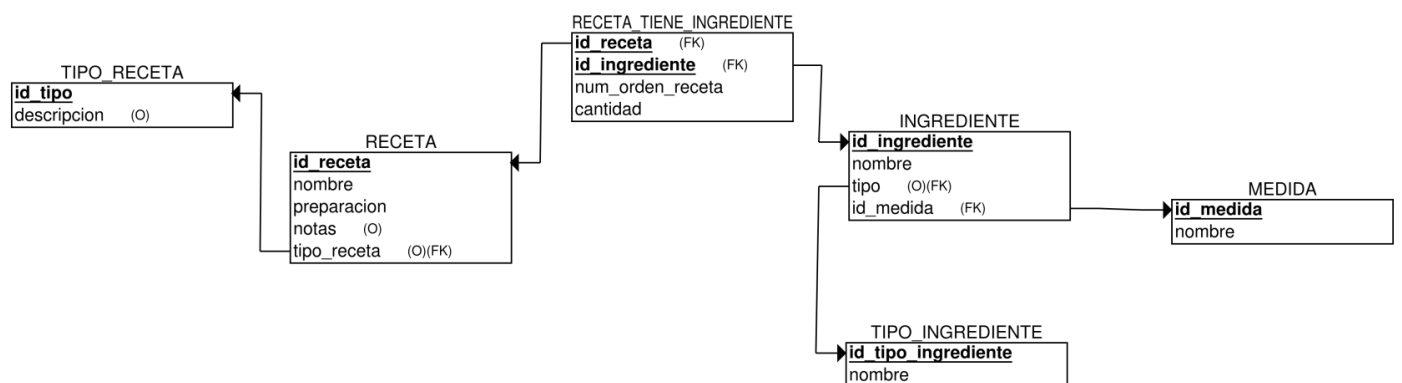 RECETA_TIENE_INGREDIENTE
id_receta (FK)
id_ingrediente (FK)
num_orden_receta
cantidad
TIPO_RECETA
id_tipo
descripcion (O)
RECETA
id_receta
nombre
preparacion
notas (O)
tipo_receta (O)(FK)
INGREDIENTE
id_ingrediente
nombre
tipo (O)(FK)
id_medida (FK)
MEDIDA
id_medida
nombre
TIPO_INGREDIENTE
id_tipo_ingrediente
nombre